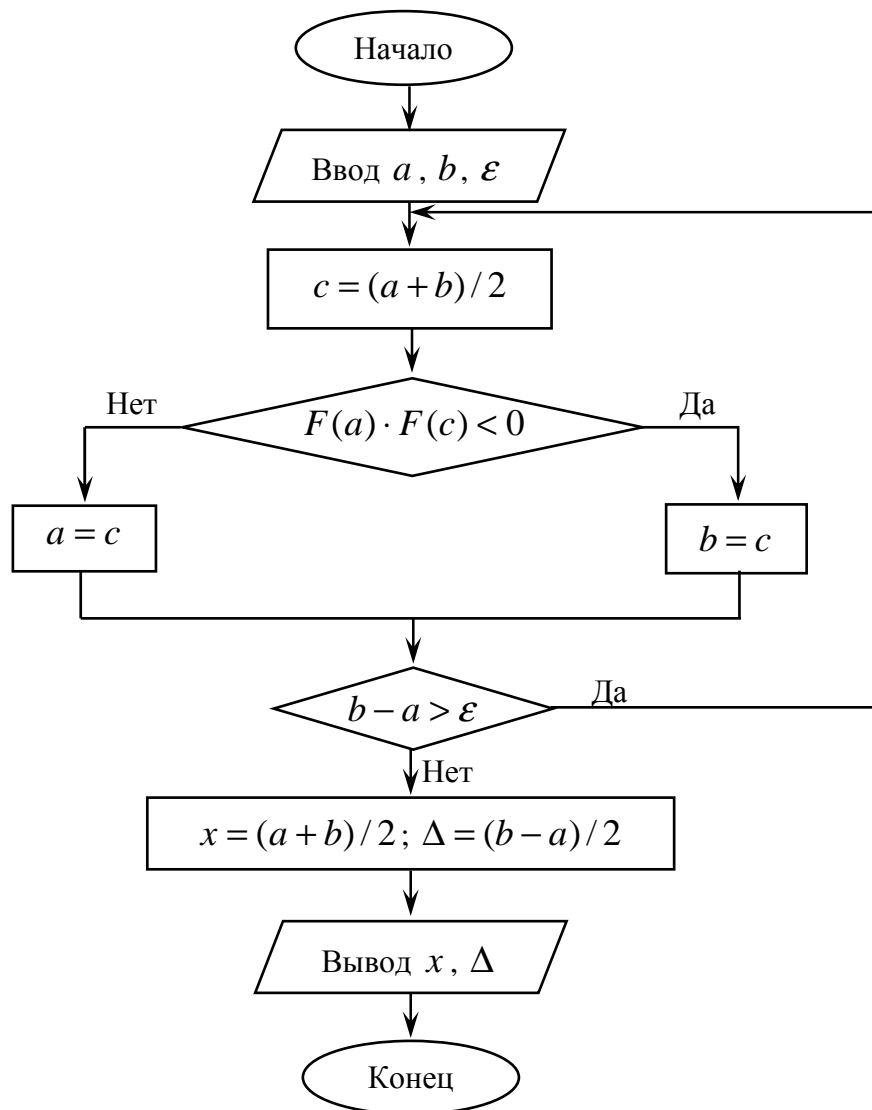 Начало
Ввод a, b, ε
c = (a + b) / 2
Нет
F(a) · F(c) < 0
Да
a = c
b = c
b − a > ε
Да
Нет
x = (a + b) / 2; Δ = (b − a) / 2
Вывод x, Δ
Конец